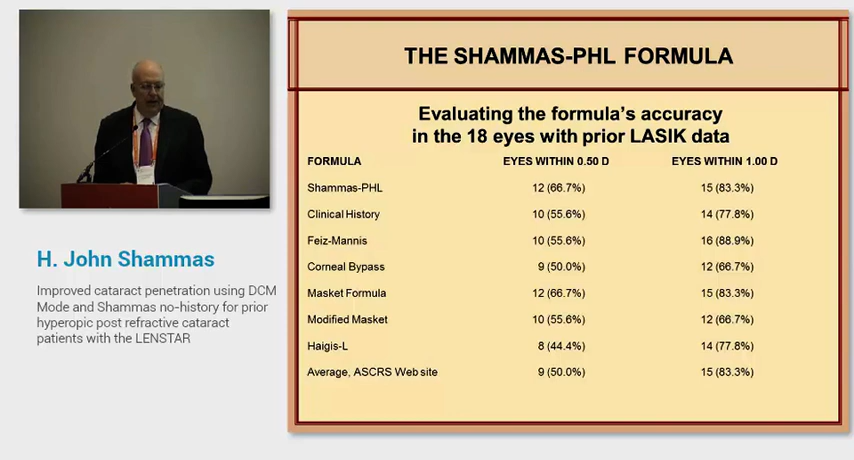 THE SHAMMAS-PHL FORMULA
Evaluating the formula's accuracy
in the 18 eyes with prior LASIK data
FORMULA EYES WITHIN 0.50 D EYES WITHIN 1.00 D
Shammas-PHL 12 (66.7%) 15 (83.3%)
Clinical History 10 (55.6%) 14 (77.8%)
Feiz-Mannis 10 (55.6%) 16 (88.9%)
Corneal Bypass 9 (50.0%) 12 (66.7%)
Masket Formula 12 (66.7%) 15 (83.3%)
Modified Masket 10 (55.6%) 12 (66.7%)
Haigis-L 8 (44.4%) 14 (77.8%)
Average, ASCRS Web site 9 (50.0%) 15 (83.3%)
H. John Shammas
Improved cataract penetration using DCM
Mode and Shammas no-history for prior
hyperopic post refractive cataract
patients with the LENSTAR